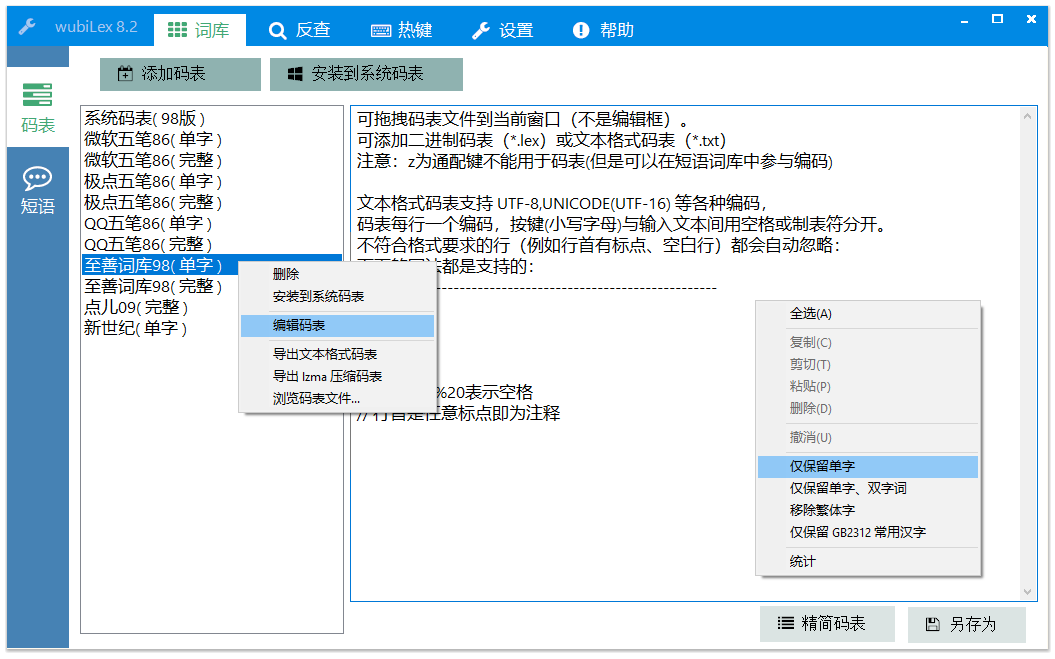 wubiLex 8.2
词库
反查
热键
设置
帮助
码表
短语
添加码表
安装到系统码表
系统码表( 98版 )
微软五笔86( 单字 )
微软五笔86( 完整 )
极点五笔86( 单字 )
极点五笔86( 完整 )
QQ五笔86( 单字 )
QQ五笔86( 完整 )
至善词库98( 单字 )
至善词库98( 完整 )
点儿09( 完整 )
新世纪( 单字 )
删除
安装到系统码表
编辑码表
导出文本格式码表
导出 lzma 压缩码表
浏览码表文件...
可拖拽码表文件到当前窗口（不是编辑框）。
可添加二进制码表（*.lex）或文本格式码表（*.txt）
注意：z为通配键不能用于码表(但是可以在短语词库中参与编码)
文本格式码表支持 UTF-8,UNICODE(UTF-16) 等各种编码，
码表每行一个编码，按键(小写字母)与输入文本间用空格或制表符分开。
不符合格式要求的行（例如行首有标点、空白行）都会自动忽略：
都是支持的：
%20表示空格
// 行首是任意标点即为注释
全选(A)
复制(C)
剪切(T)
粘贴(P)
删除(D)
撤消(U)
仅保留单字
仅保留单字、双字词
移除繁体字
仅保留 GB2312 常用汉字
统计
精简码表
另存为